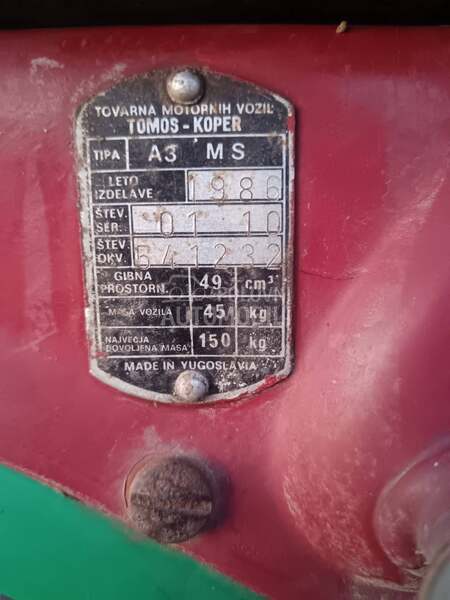 TOVARNA MOTORNIH VOZIL
TOMOS - KOPER
TIPA A3 MS
LETO IZDELAVE 1986
ŠTEV. SER. 01 10
ŠTEV. OKV. 641232
GIBNA PROSTORN. 49 cm³
MASA VOZILA 45 kg
NAJVEČJA DOVOLJENA MASA 150 kg
MADE IN YUGOSLAVIA